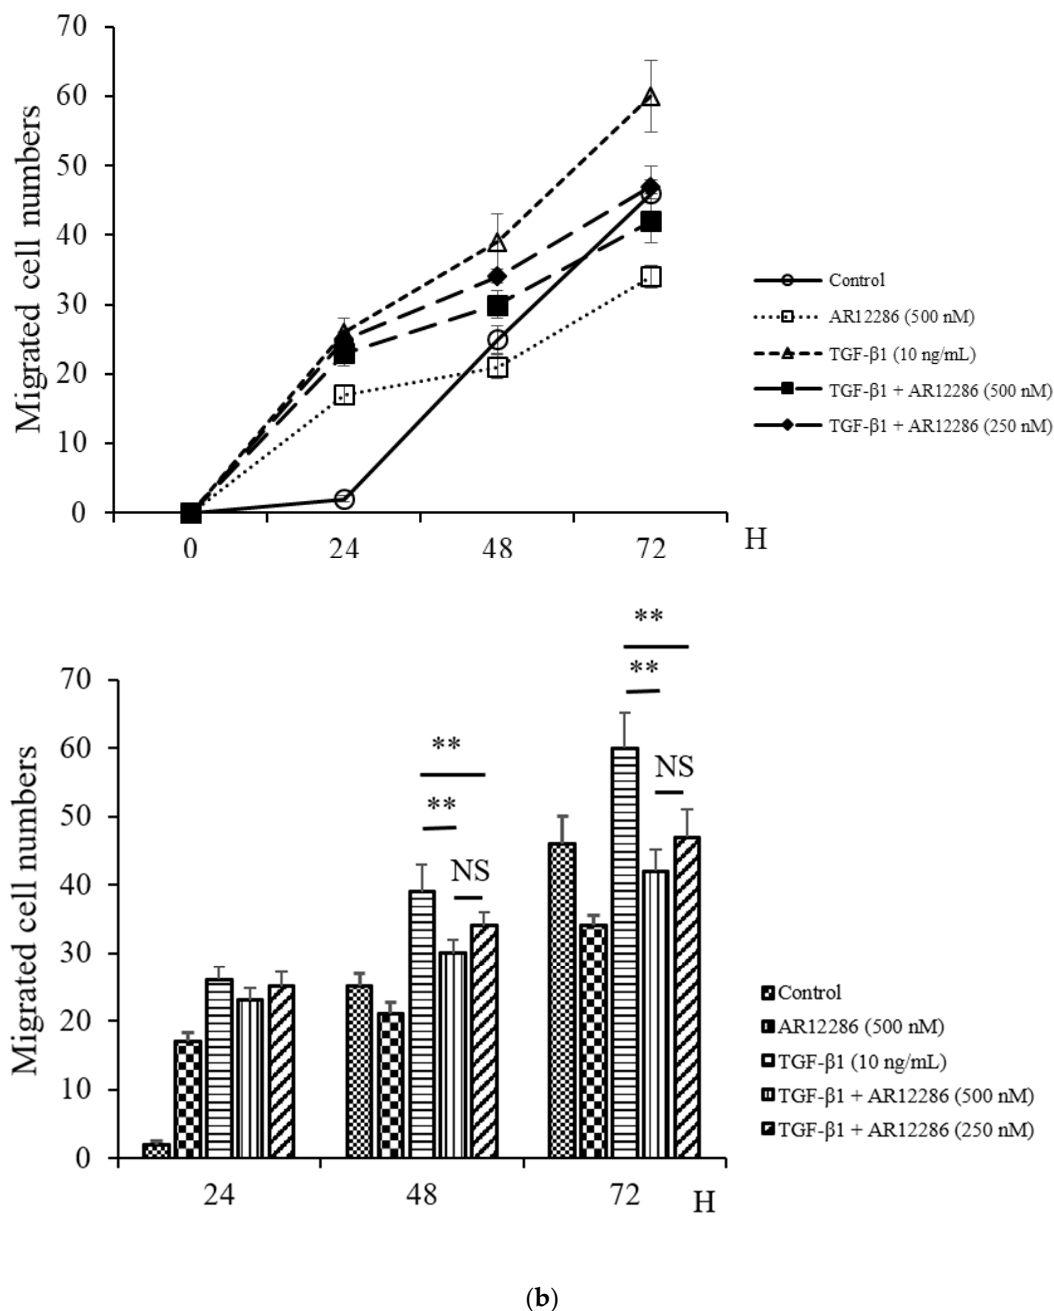 70
60
50
40
30
20
10
0
Migrated cell numbers
0 24 48 72 H
Control
AR12286 (500 nM)
TGF-β1 (10 ng/mL)
TGF-β1 + AR12286 (500 nM)
TGF-β1 + AR12286 (250 nM)
**
**
NS
**
**
NS
70
60
50
40
30
20
10
0
Migrated cell numbers
24 48 72 H
Control
AR12286 (500 nM)
TGF-β1 (10 ng/mL)
TGF-β1 + AR12286 (500 nM)
TGF-β1 + AR12286 (250 nM)
(b)